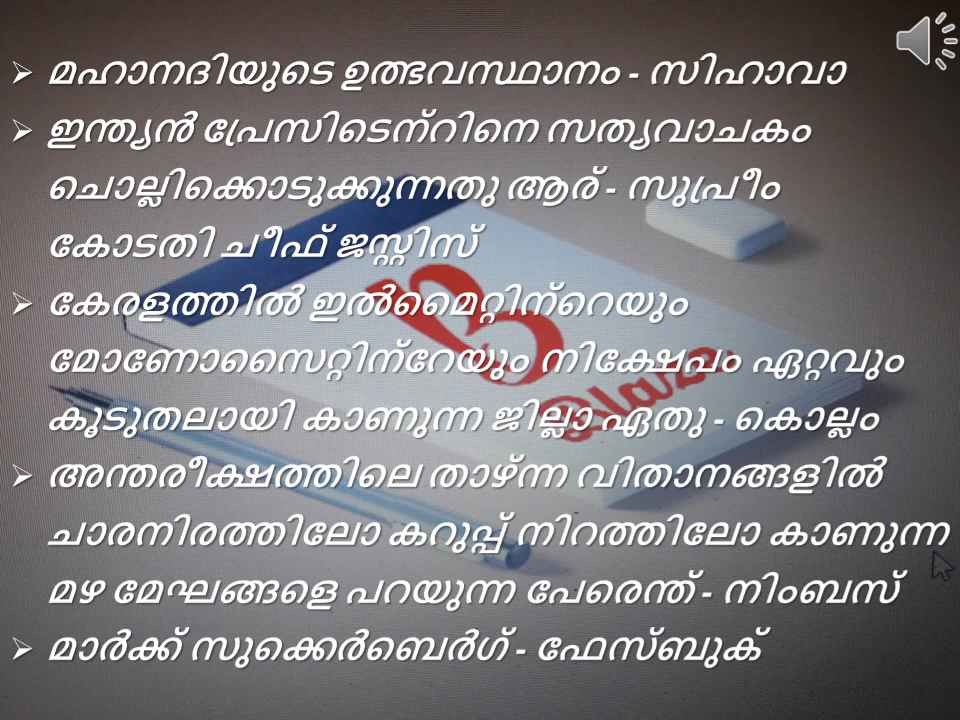 ➢ മഹാനദിയുടെ ഉത്ഭവസ്ഥാനം - സിഹാവാ
➢ ഇന്ത്യൻ പ്രേസിടെന്റിനെ സത്യവാചകം
ചൊല്ലിക്കൊടുക്കുന്നതു ആര് - സുപ്രീം
കോടതി ചീഫ് ജസ്റ്റിസ്
➢ കേരളത്തിൽ ഇൽമൈറ്റിന്റെയും
മോണോസൈറ്റിന്റേയും നിക്ഷേപം ഏറ്റവും
കൂടുതലായി കാണുന്ന ജില്ലാ ഏതു - കൊല്ലം
➢ അന്തരീക്ഷത്തിലെ താഴ്ന്ന വിതാനങ്ങളിൽ
ചാരനിരത്തിലോ കറുപ്പ് നിറത്തിലോ കാണുന്ന
മഴ മേഘങ്ങളെ പറയുന്ന പേരെന്ത് - നിംബസ്
➢ മാർക്ക് സുക്കെർബെർഗ് - ഫേസ്ബുക്
B
Blaze